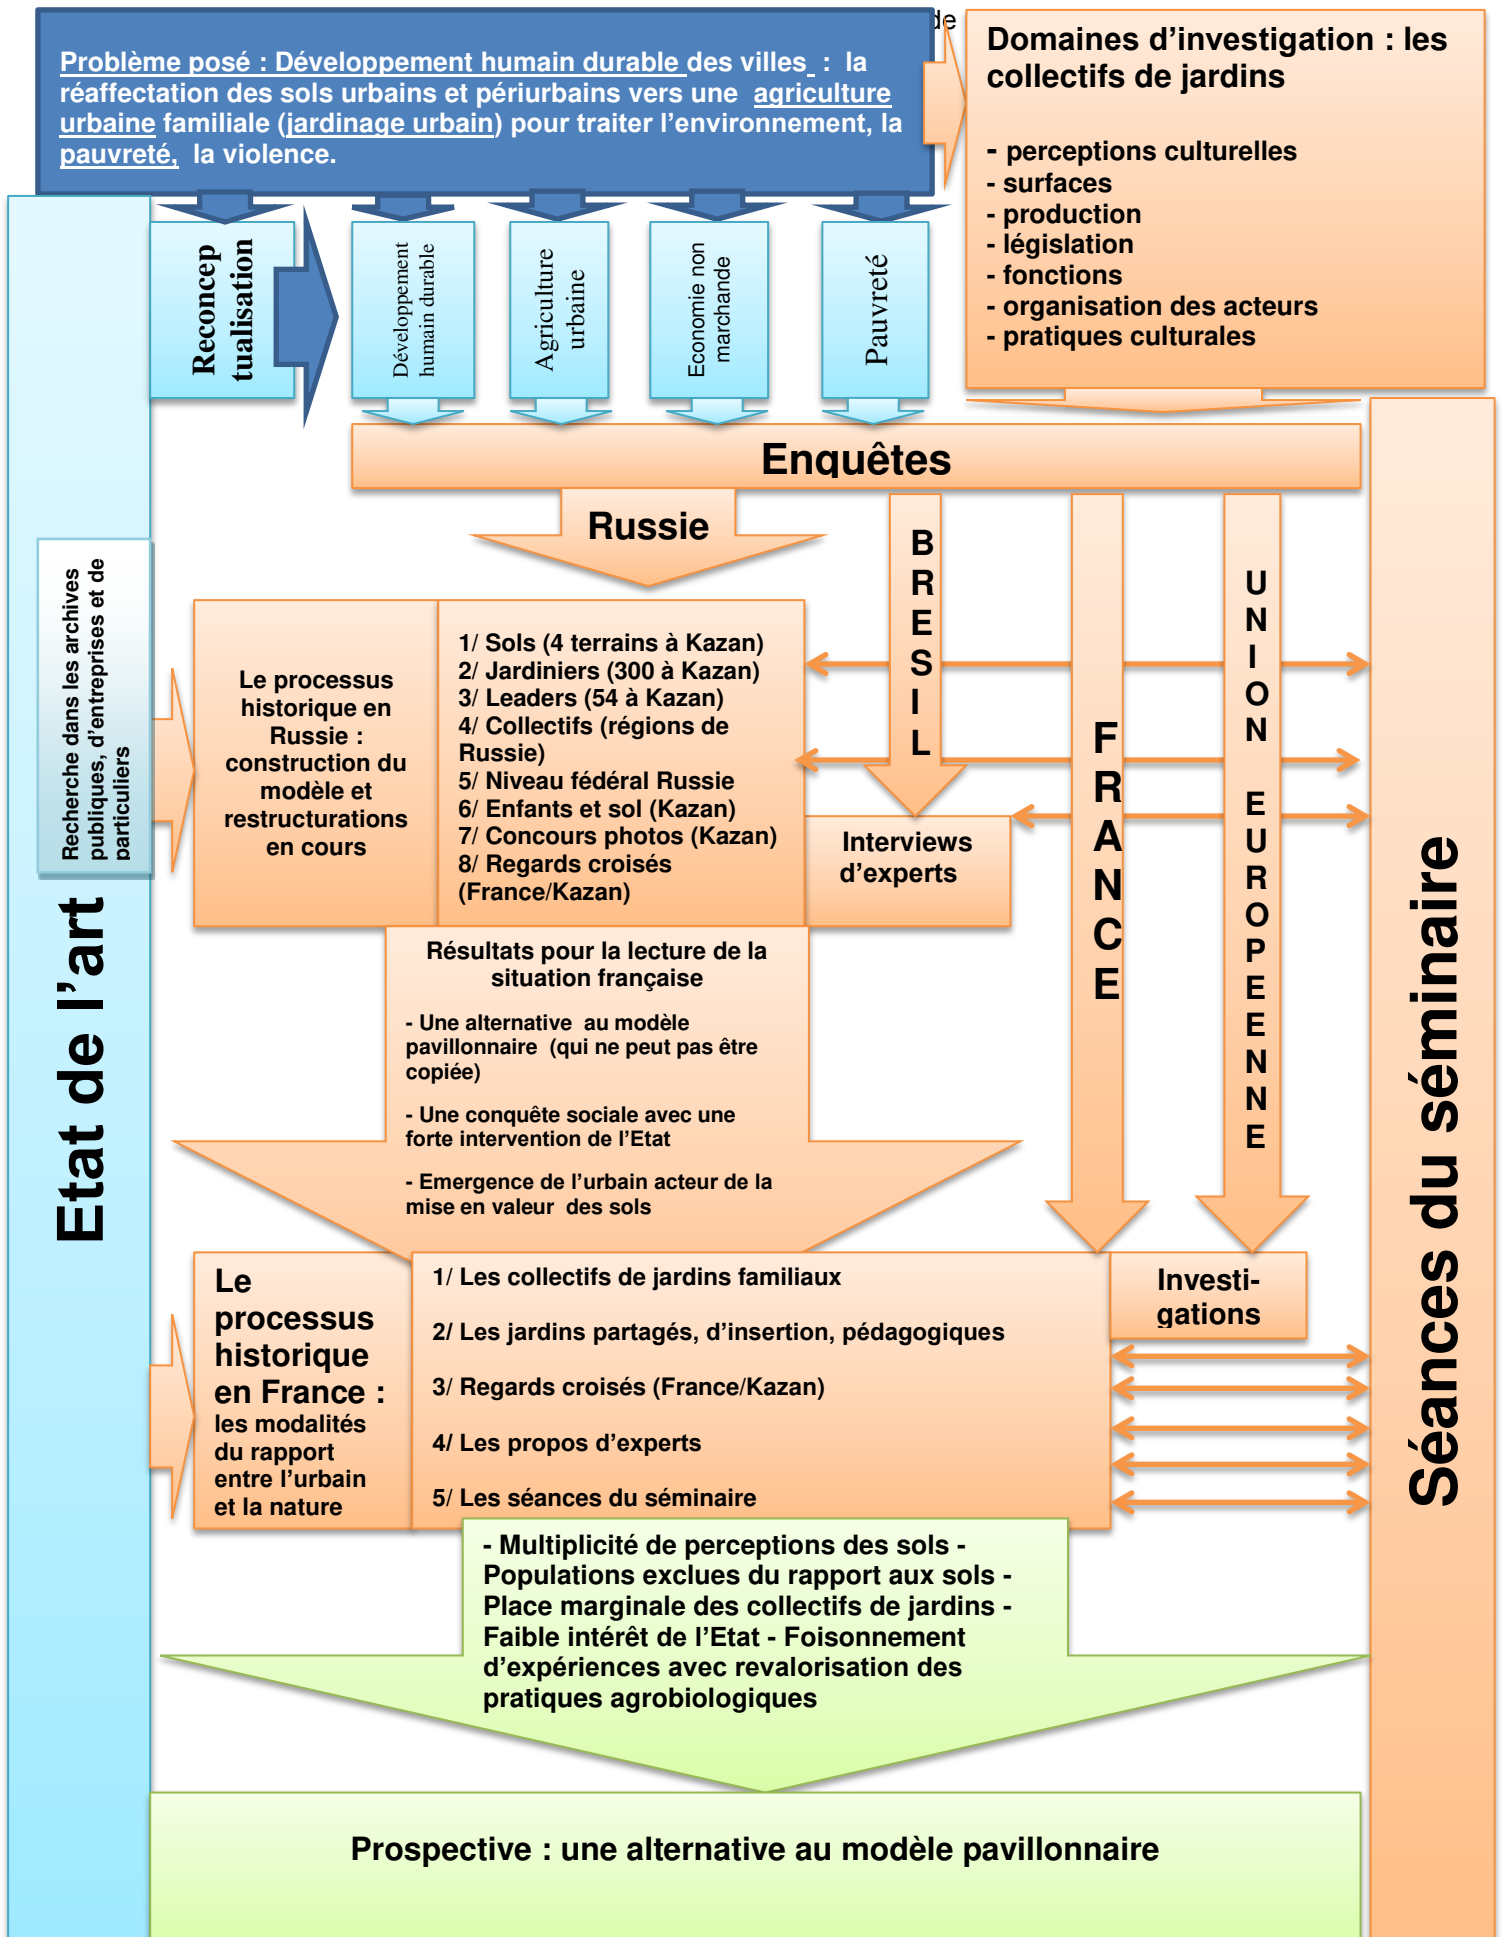 de
Problème posé : Développement humain durable des villes : la
réaffectation des sols urbains et périurbains vers une agriculture
urbaine familiale (jardinage urbain) pour traiter l’environnement, la
pauvreté, la violence.
Domaines d’investigation : les
collectifs de jardins
- perceptions culturelles
- surfaces
- production
- législation
- fonctions
- organisation des acteurs
- pratiques culturales
Reconcep
tualisation
Développement
humain durable
Agriculture
urbaine
Economie non
marchande
Pauvreté
Enquêtes
Russie
BRESIL
FRANCE
UNION EUROPEENNE
Etat de l’art
Recherche dans les archives
publiques, d’entreprises et de
particuliers
Le processus
historique en
Russie :
construction du
modèle et
restructurations
en cours
1/ Sols (4 terrains à Kazan)
2/ Jardiniers (300 à Kazan)
3/ Leaders (54 à Kazan)
4/ Collectifs (régions de
Russie)
5/ Niveau fédéral Russie
6/ Enfants et sol (Kazan)
7/ Concours photos (Kazan)
8/ Regards croisés
(France/Kazan)
Interviews
d’experts
Résultats pour la lecture de la
situation française
- Une alternative au modèle
pavillonnaire (qui ne peut pas être
copiée)
- Une conquête sociale avec une
forte intervention de l’Etat
- Emergence de l’urbain acteur de la
mise en valeur des sols
Le
processus
historique
en France :
les modalités
du rapport
entre l’urbain
et la nature
1/ Les collectifs de jardins familiaux
2/ Les jardins partagés, d’insertion, pédagogiques
3/ Regards croisés (France/Kazan)
4/ Les propos d’experts
5/ Les séances du séminaire
Investi-
gations
Séances du séminaire
- Multiplicité de perceptions des sols -
Populations exclues du rapport aux sols -
Place marginale des collectifs de jardins -
Faible intérêt de l’Etat - Foisonnement
d’expériences avec revalorisation des
pratiques agrobiologiques
Prospective : une alternative au modèle pavillonnaire